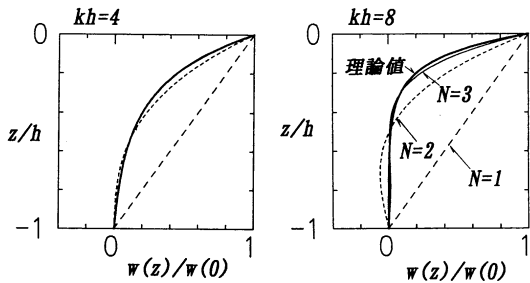 kh=4
0
z/h
-1
0
1
w(z)/w(0)
kh=8
0
理論値
N=3
z/h
N=2
N=1
-1
0
1
w(z)/w(0)